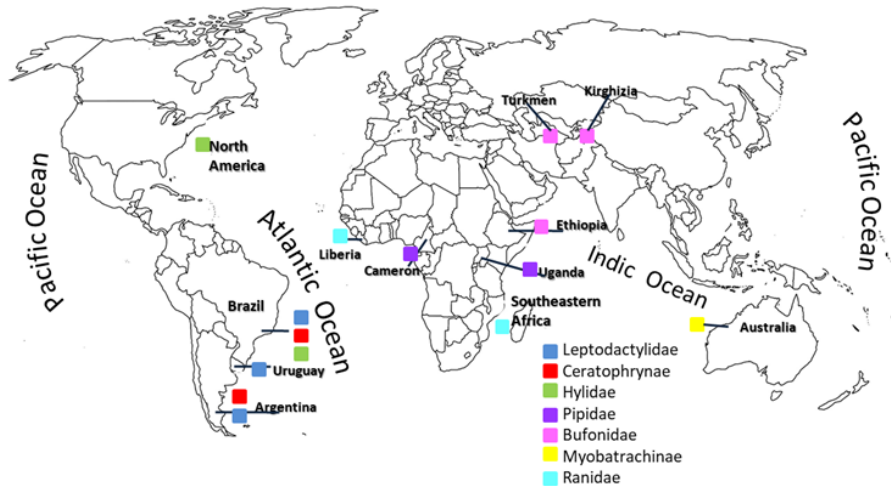 Turkmen
Kirghizia
North
America
Pacific Ocean
Pacific Ocean
Atlantic Ocean
Liberia
Camerón
Ethiopia
Uganda
Indic Ocean
Brazil
Southeastern
Africa
Australia
Uruguay
Argentina
Leptodactylidae
Ceratophrynae
Hylidae
Pipidae
Bufonidae
Myobatrachinae
Ranidae